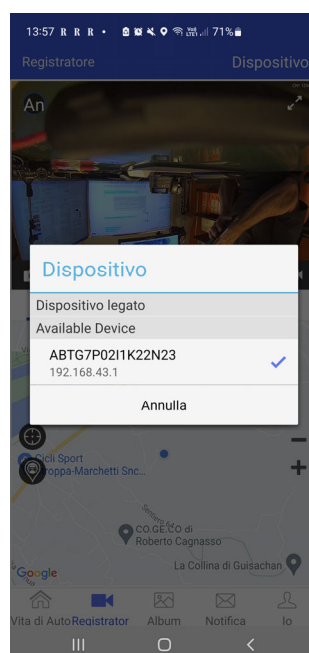 13:57 R R R • 71%
Registratore Dispositivo
An
Dispositivo
Dispositivo legato
Available Device
ABTG7P02I1K22N23
192.168.43.1
Annulla
Cicli Sport
roppa-Marchetti Snc...
CO.GE.CO di
Roberto Cagnasso
La Collina di Guisachan
Google
Vita di Auto Registrator Album Notifica Io